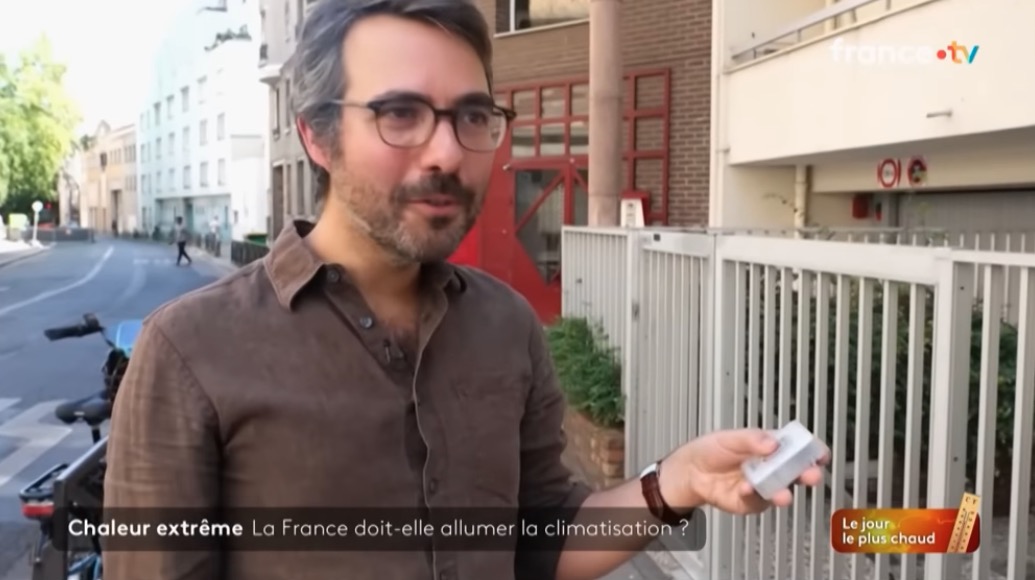 france•tv
Chaleur extrême La France doit-elle allumer la climatisation ?
Le jour
le plus chaud